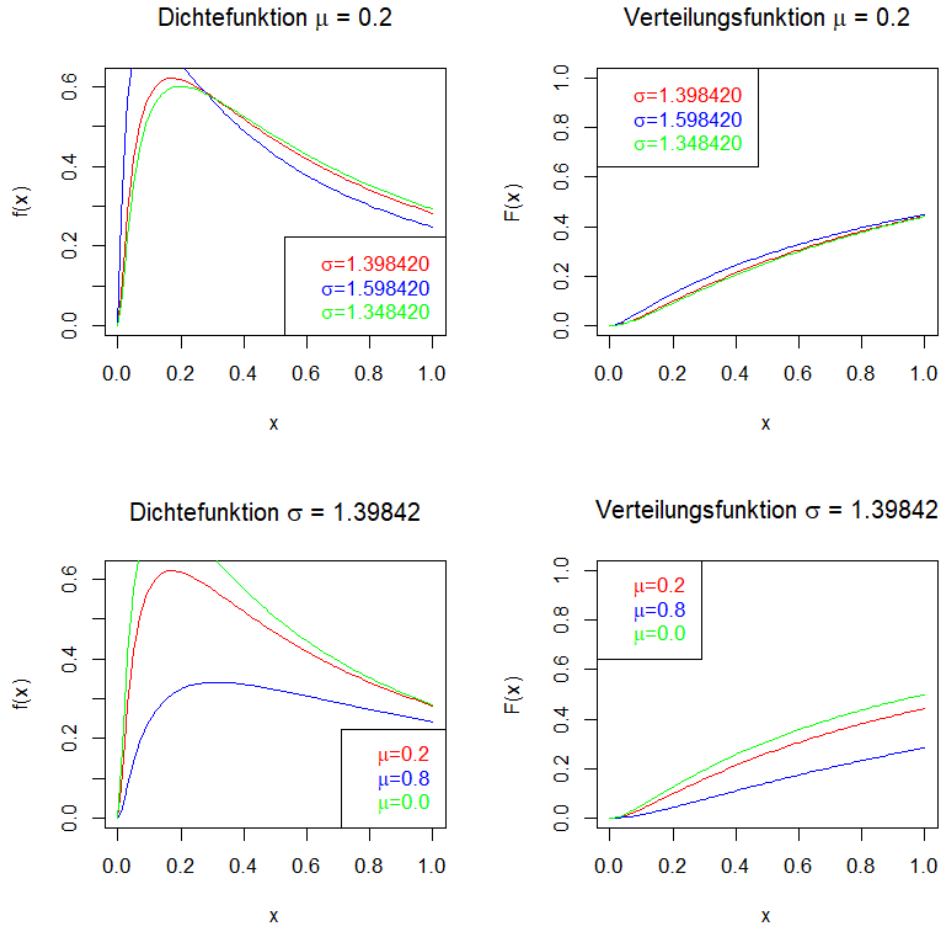 Dichtefunktion μ = 0.2
f(x)
0.0 0.2 0.4 0.6
σ=1.398420
σ=1.598420
σ=1.348420
0.0 0.2 0.4 0.6 0.8 1.0
x
Verteilungsfunktion μ = 0.2
F(x)
0.0 0.2 0.4 0.6 0.8 1.0
σ=1.398420
σ=1.598420
σ=1.348420
0.0 0.2 0.4 0.6 0.8 1.0
x
Dichtefunktion σ = 1.39842
f(x)
0.0 0.2 0.4 0.6
μ=0.2
μ=0.8
μ=0.0
0.0 0.2 0.4 0.6 0.8 1.0
x
Verteilungsfunktion σ = 1.39842
F(x)
0.0 0.2 0.4 0.6 0.8 1.0
μ=0.2
μ=0.8
μ=0.0
0.0 0.2 0.4 0.6 0.8 1.0
x